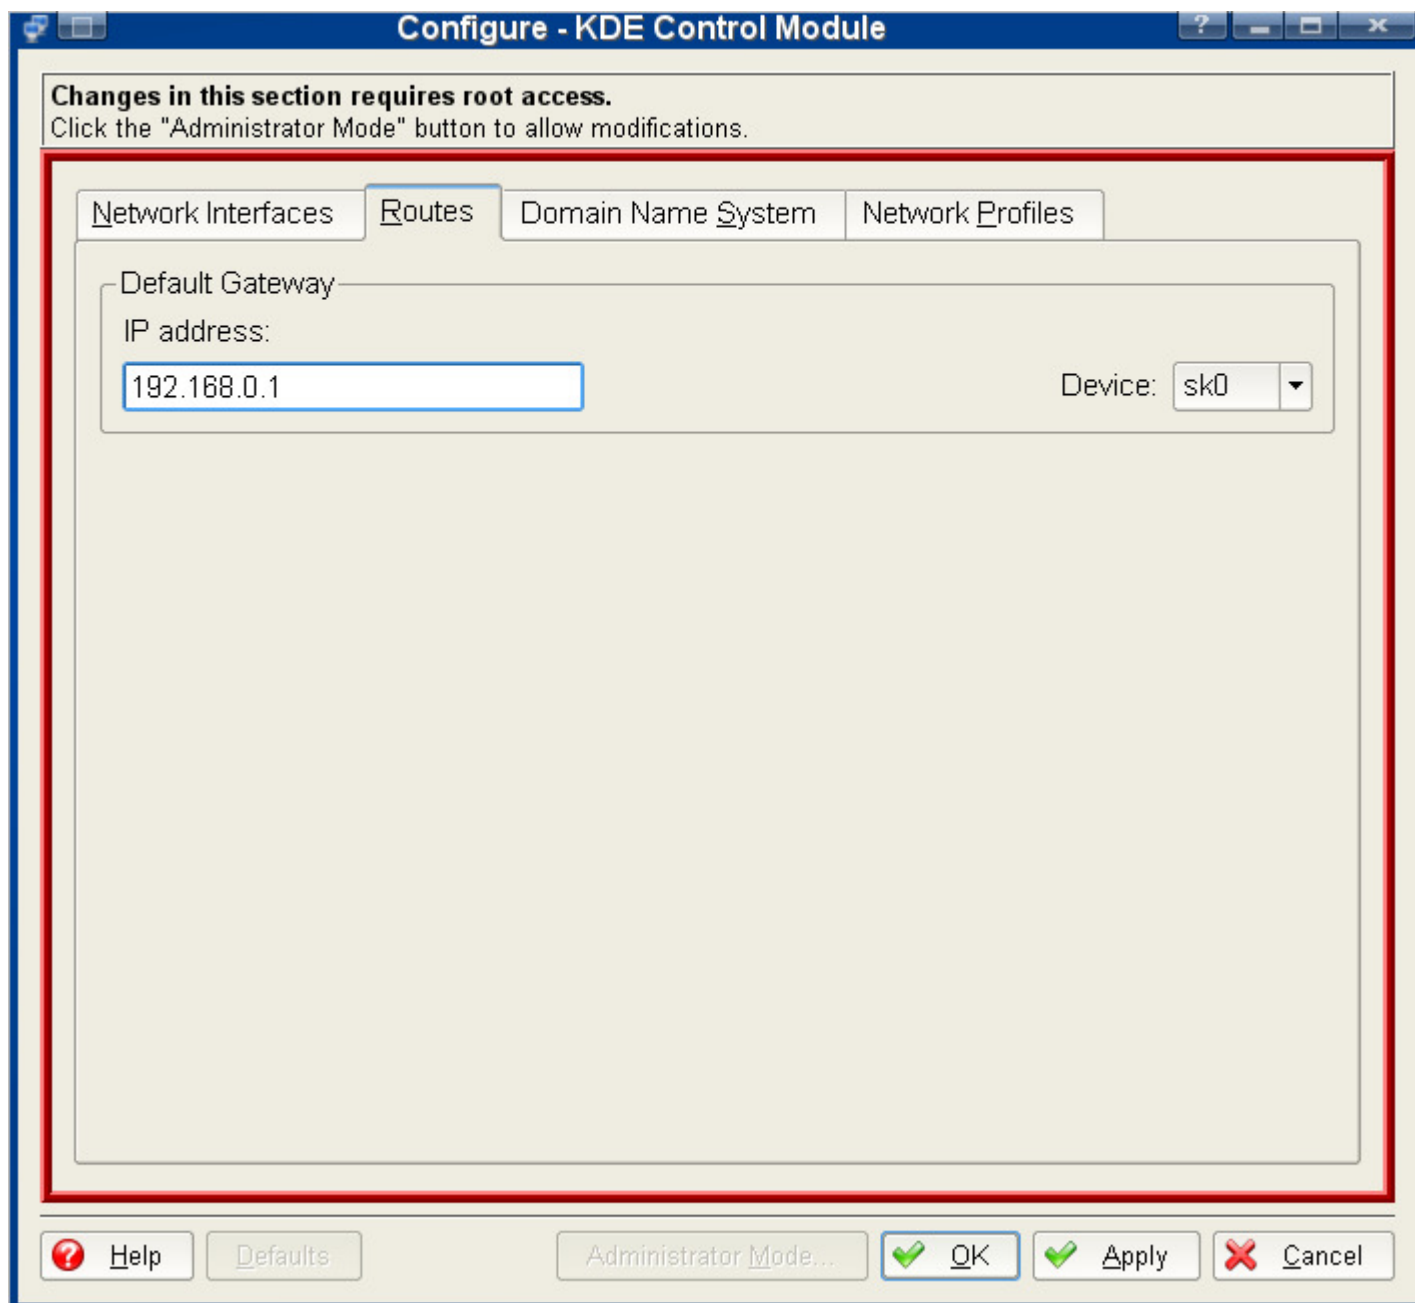 Configure - KDE Control Module
Changes in this section requires root access.
Click the "Administrator Mode" button to allow modifications.
Network Interfaces Routes Domain Name System Network Profiles
Default Gateway
IP address:
192.168.0.1 Device: sk0
Help Defaults Administrator Mode... OK Apply Cancel